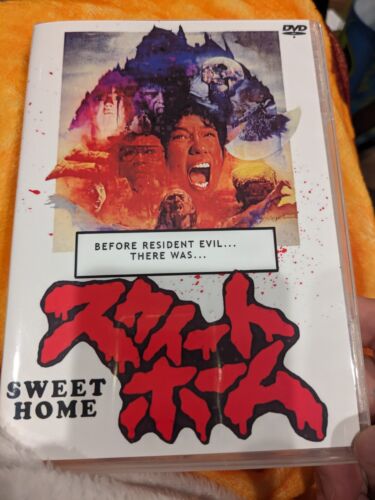 DVD
BEFORE RESIDENT EVIL...
THERE WAS...
スウィート
ホーム
SWEET
HOME